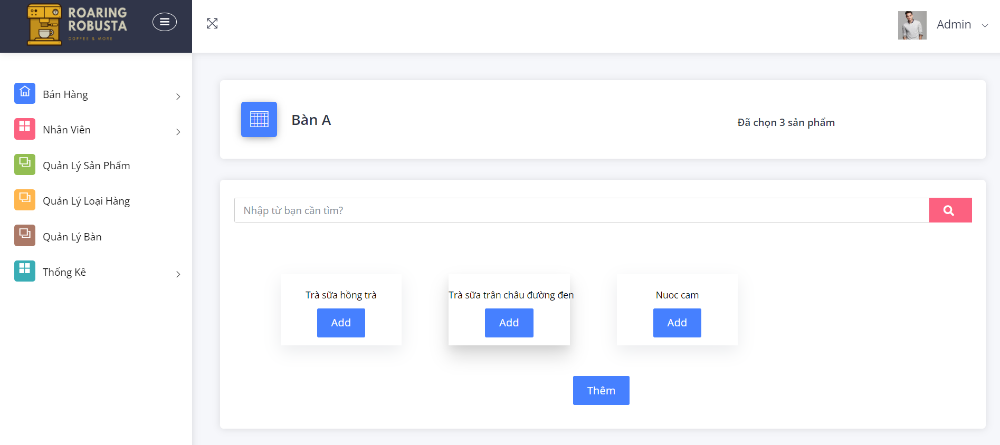 ROARING
ROBUSTA
COFFEE & MORE
Admin
Bán Hàng
Nhân Viên
Quản Lý Sản Phẩm
Quản Lý Loại Hàng
Quản Lý Bàn
Thống Kê
Bàn A
Đã chọn 3 sản phẩm
Nhập từ bạn cần tìm?
Trà sữa hồng trà
Add
Trà sữa trân châu đường đen
Add
Nuoc cam
Add
Thêm